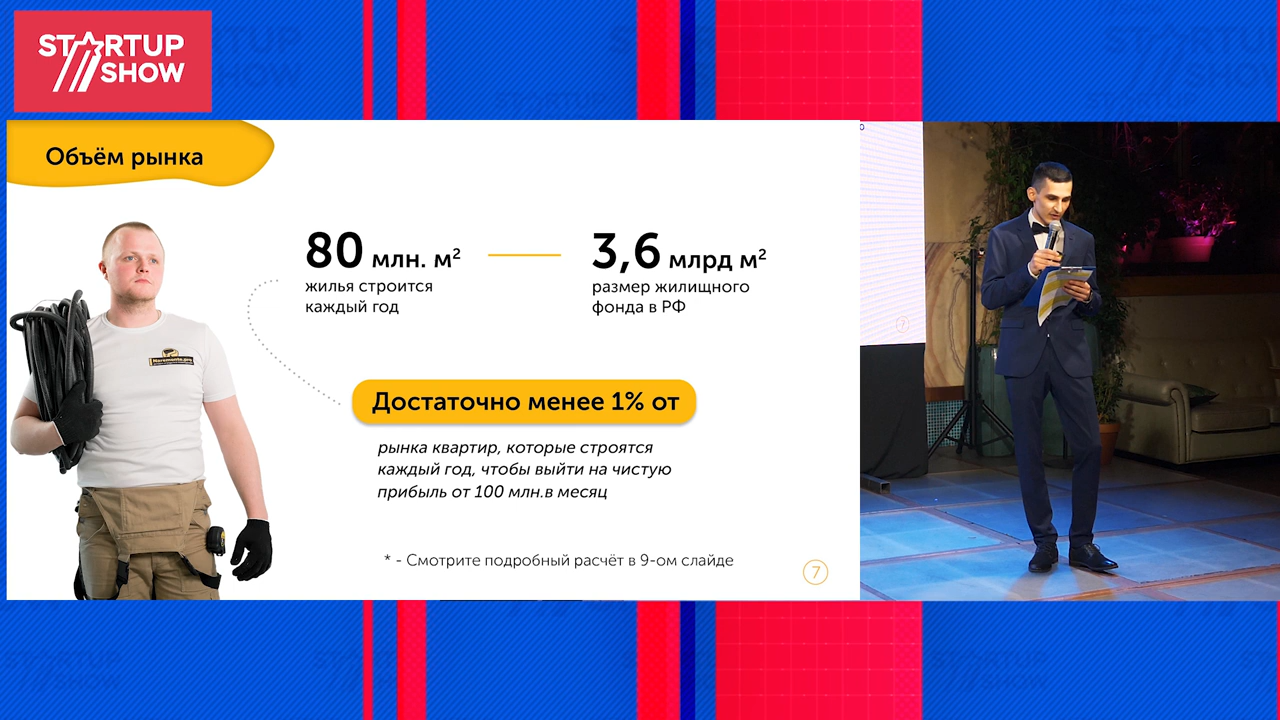 STARTUP
SHOW
Объём рынка
80 млн. м²
жилья строится
каждый год
3,6 млрд м²
размер жилищного
фонда в РФ
Достаточно менее 1% от
рынка квартир, которые строятся
каждый год, чтобы выйти на чистую
прибыль от 100 млн.в месяц
* - Смотрите подробный расчёт в 9-ом слайде
7
7